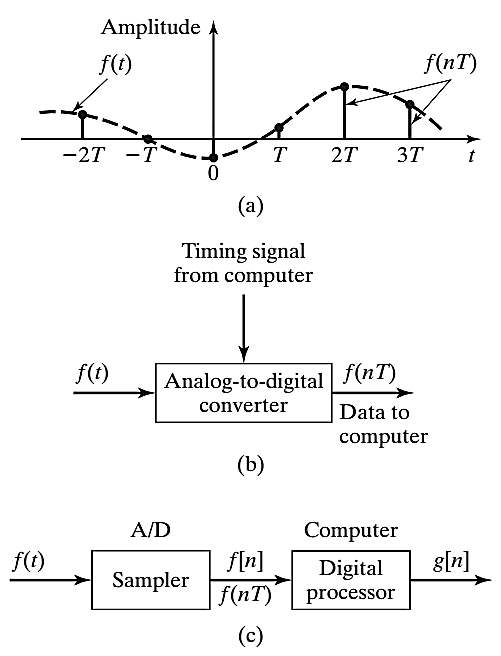 Amplitude
f(t)
f(nT)
−2T −T 0 T 2T 3T t
(a)
Timing signal
from computer
f(t)
Analog-to-digital
converter
f(nT)
Data to
computer
(b)
A/D
Computer
f(t)
Sampler
f[n]
f(nT)
Digital
processor
g[n]
(c)